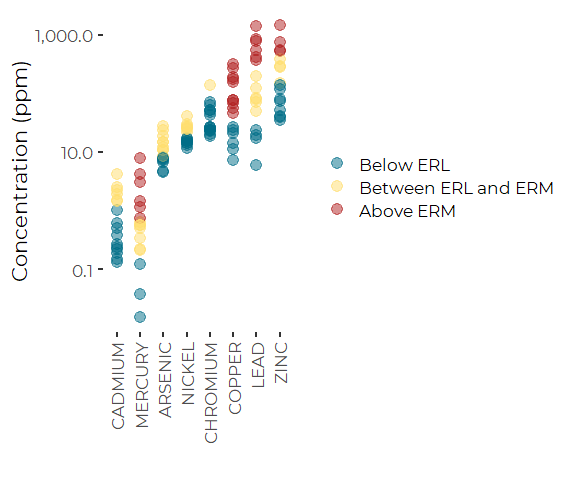 Concentration (ppm)
1,000.0
10.0
0.1
CADMIUM
MERCURY
ARSENIC
NICKEL
CHROMIUM
COPPER
LEAD
ZINC
Below ERL
Between ERL and ERM
Above ERM